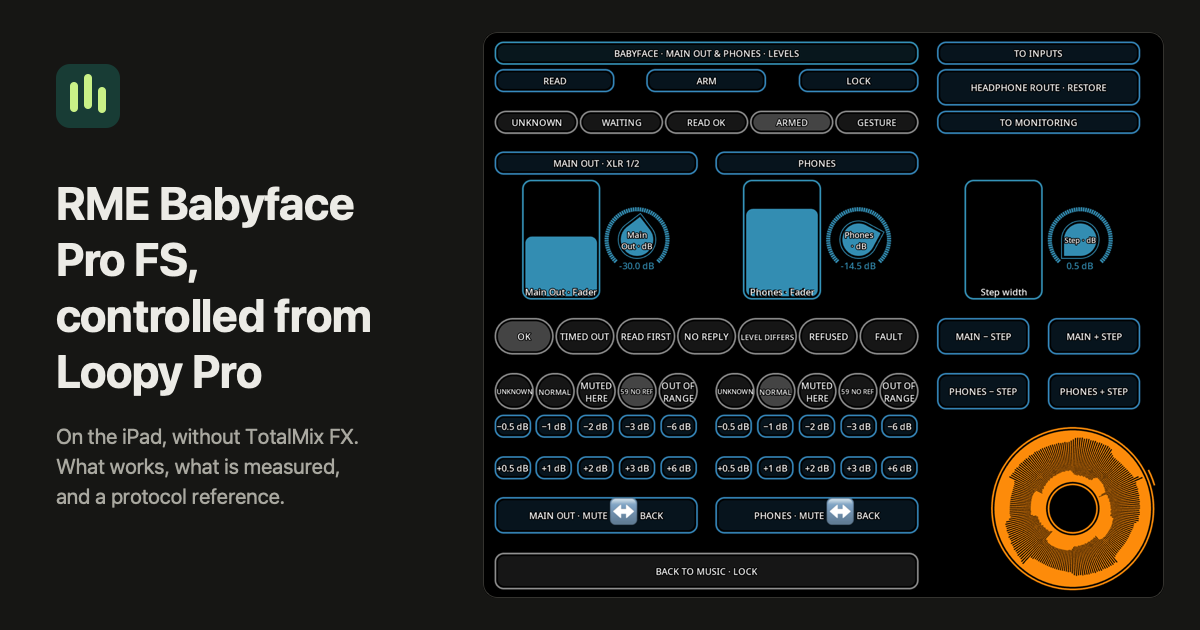 RME Babyface
Pro FS,
controlled from
Loopy Pro
On the iPad, without TotalMix FX.
What works, what is measured,
and a protocol reference.
BABYFACE · MAIN OUT & PHONES · LEVELS
TO INPUTS
READ
ARM
LOCK
HEADPHONE ROUTE · RESTORE
UNKNOWN
WAITING
READ OK
ARMED
GESTURE
TO MONITORING
MAIN OUT · XLR 1/2
PHONES
Main
Out · dB
-30.0 dB
Main Out · Fader
Phones
· dB
-14.5 dB
Phones · Fader
Step · dB
0.5 dB
Step width
OK
TIMED OUT
READ FIRST
NO REPLY
LEVEL DIFFERS
REFUSED
FAULT
MAIN − STEP
MAIN + STEP
UNKNOWN
NORMAL
MUTED
HERE
59 NO REF
OUT OF
RANGE
UNKNOWN
NORMAL
MUTED
HERE
59 NO REF
OUT OF
RANGE
PHONES − STEP
PHONES + STEP
−0.5 dB
−1 dB
−2 dB
−3 dB
−6 dB
−0.5 dB
−1 dB
−2 dB
−3 dB
−6 dB
+0.5 dB
+1 dB
+2 dB
+3 dB
+6 dB
+0.5 dB
+1 dB
+2 dB
+3 dB
+6 dB
MAIN OUT · MUTE ↔ BACK
PHONES · MUTE ↔ BACK
BACK TO MUSIC · LOCK